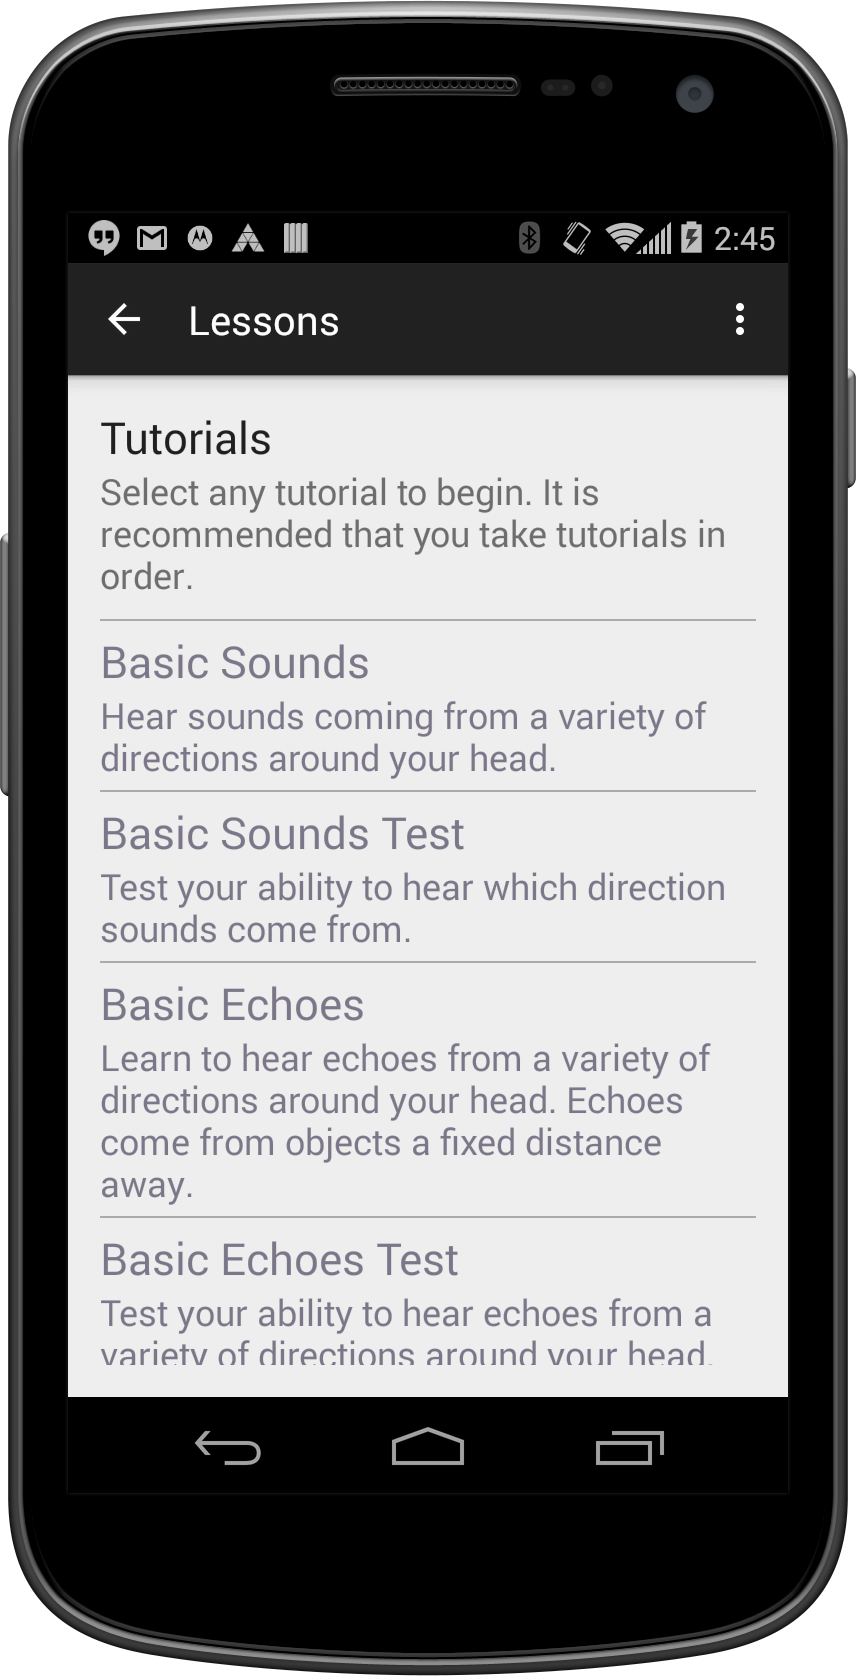 2:45
Lessons
Tutorials
Select any tutorial to begin. It is
recommended that you take tutorials in
order.
Basic Sounds
Hear sounds coming from a variety of
directions around your head.
Basic Sounds Test
Test your ability to hear which direction
sounds come from.
Basic Echoes
Learn to hear echoes from a variety of
directions around your head. Echoes
come from objects a fixed distance
away.
Basic Echoes Test
Test your ability to hear echoes from a
variety of directions around your head.